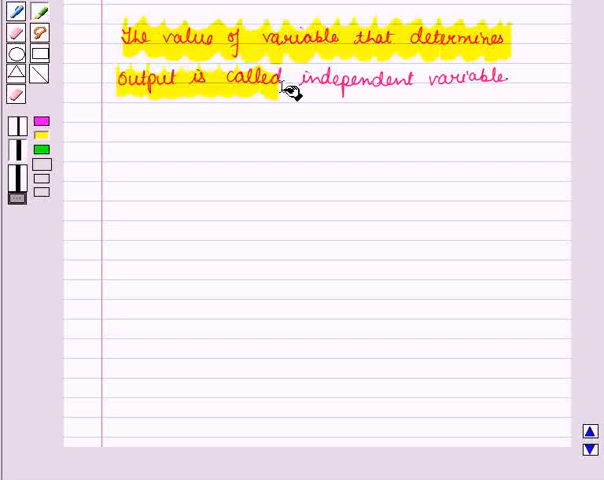 The value of variable that determines
output is called independent variable.